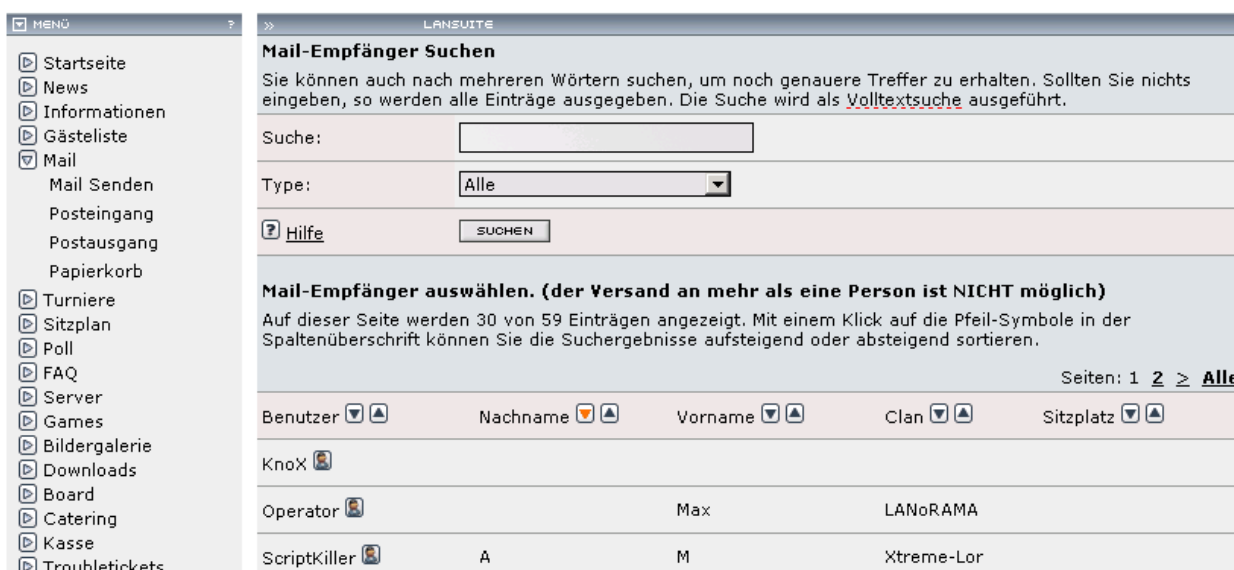 MENÜ ?
Startseite
News
Informationen
Gästeliste
Mail
Mail Senden
Posteingang
Postausgang
Papierkorb
Turniere
Sitzplan
Poll
FAQ
Server
Games
Bildergalerie
Downloads
Board
Catering
Kasse
Troubletickets
» LANSUITE
Mail-Empfänger Suchen
Sie können auch nach mehreren Wörtern suchen, um noch genauere Treffer zu erhalten. Sollten Sie nichts
eingeben, so werden alle Einträge ausgegeben. Die Suche wird als Volltextsuche ausgeführt.
Suche:
Type: Alle
? Hilfe SUCHEN
Mail-Empfänger auswählen. (der Versand an mehr als eine Person ist NICHT möglich)
Auf dieser Seite werden 30 von 59 Einträgen angezeigt. Mit einem Klick auf die Pfeil-Symbole in der
Spaltenüberschrift können Sie die Suchergebnisse aufsteigend oder absteigend sortieren.
Seiten: 1 2 > Alle
Benutzer Nachname Vorname Clan Sitzplatz
KnoX
Operator Max LANoRAMA
ScriptKiller A M Xtreme-Lor